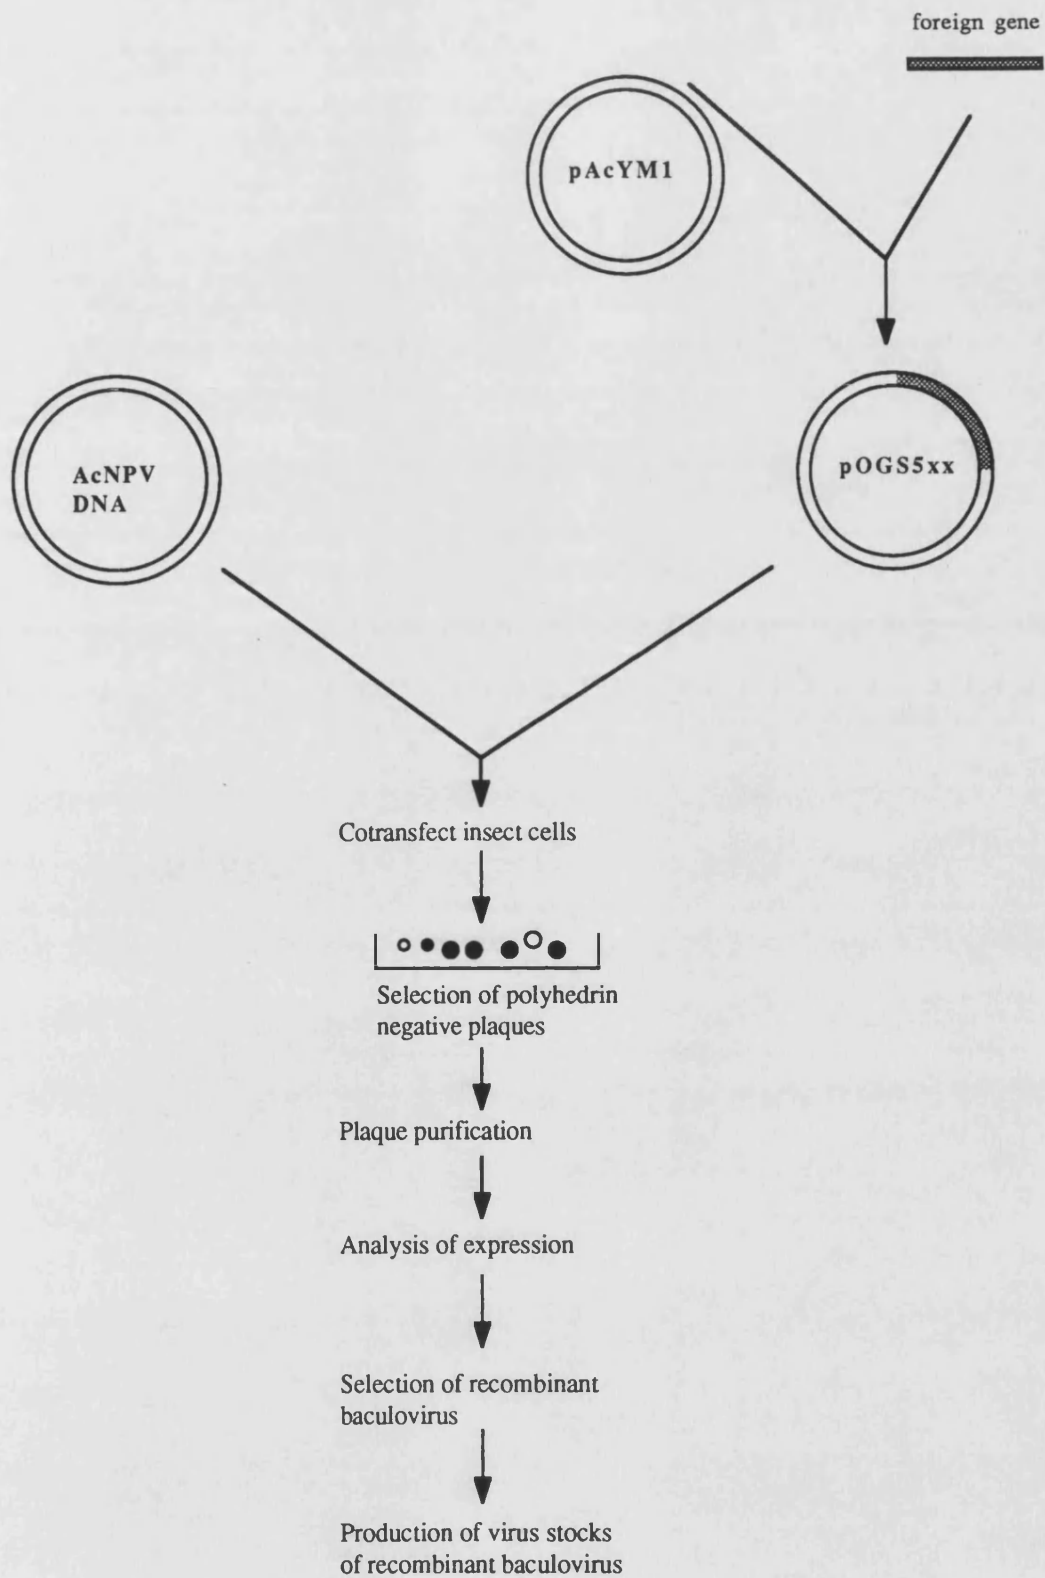 foreign gene
pAcYM1
AcNPV
DNA
pOGS5xx
Cotransfect insect cells
Selection of polyhedrin
negative plaques
Plaque purification
Analysis of expression
Selection of recombinant
baculovirus
Production of virus stocks
of recombinant baculovirus